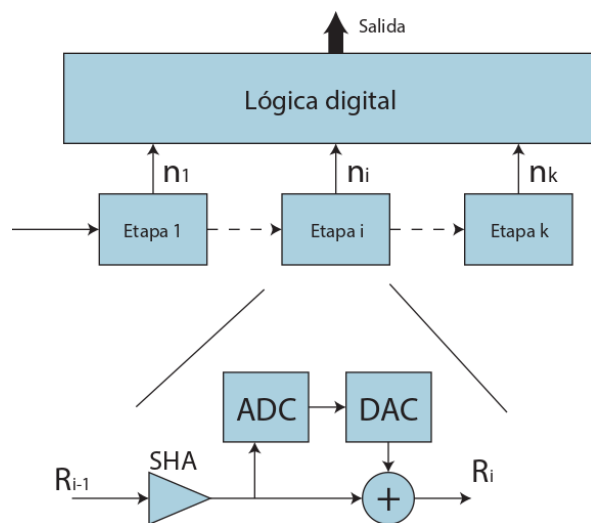 Salida
Lógica digital
n1 ni nk
Etapa 1 Etapa i Etapa k
ADC DAC
SHA
Ri-1 + Ri